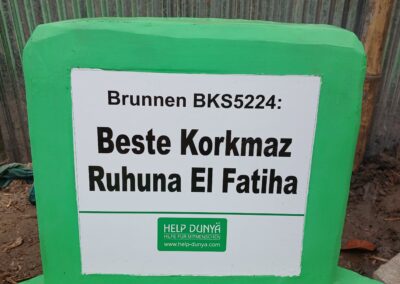 Brunnen BKS5224:
Beste Korkmaz
Ruhuna El Fatiha
HELP DUNYA
HILFE FÜR MITMENSCHEN
www.help-dunya.com